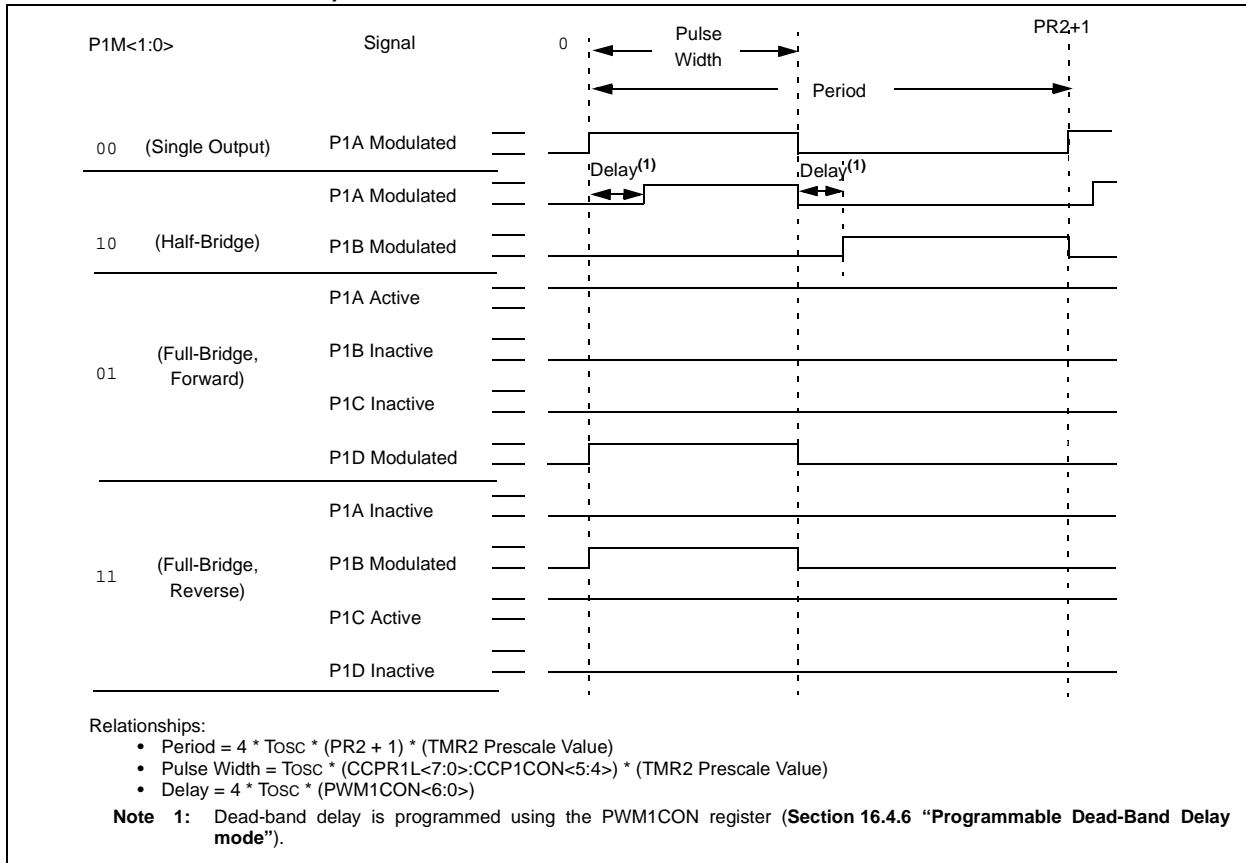 P1M<1:0> Signal 0 Pulse Width PR2+1
Period
00 (Single Output) P1A Modulated
Delay(1) Delay(1)
P1A Modulated
10 (Half-Bridge) P1B Modulated
P1A Active
01 (Full-Bridge, Forward) P1B Inactive
P1C Inactive
P1D Modulated
P1A Inactive
11 (Full-Bridge, Reverse) P1B Modulated
P1C Active
P1D Inactive
Relationships:
• Period = 4 * TOSC * (PR2 + 1) * (TMR2 Prescale Value)
• Pulse Width = TOSC * (CCPR1L<7:0>:CCP1CON<5:4>) * (TMR2 Prescale Value)
• Delay = 4 * TOSC * (PWM1CON<6:0>)
Note 1: Dead-band delay is programmed using the PWM1CON register (Section 16.4.6 “Programmable Dead-Band Delay
mode”).